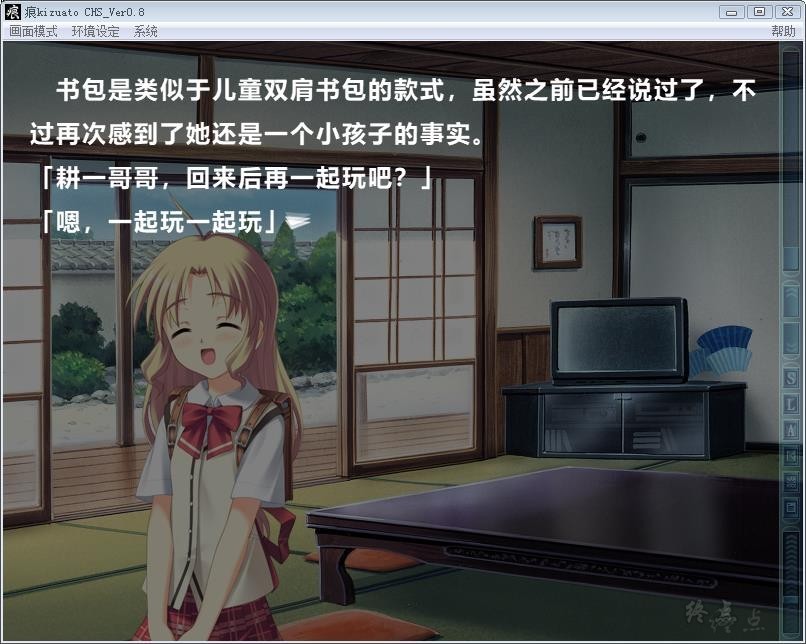 痕kizuato CHS_Ver0.8
画面模式 环境设定 系统 帮助
书包是类似于儿童双肩书包的款式，虽然之前已经说过了，不
过再次感到了她还是一个小孩子的事实。
「耕一哥哥，回来后再一起玩吧？」
「嗯，一起玩一起玩」
S
L
A
终点